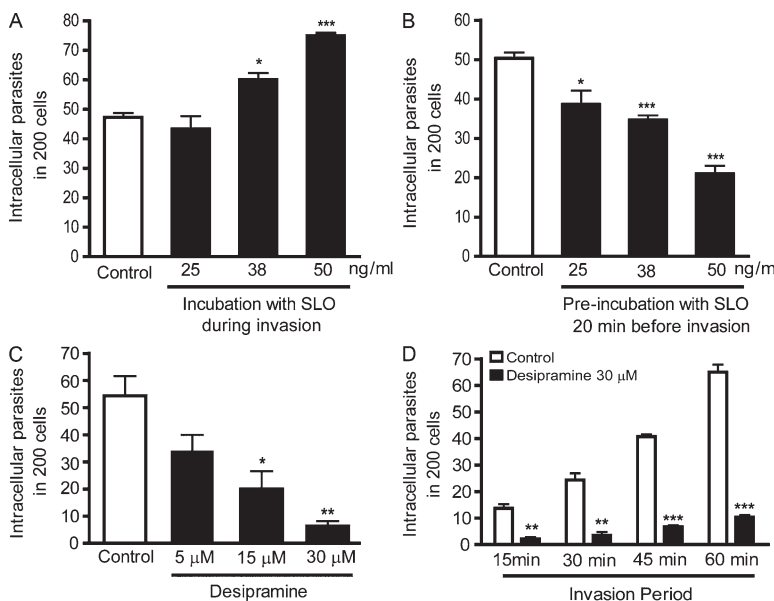 A
Intracellular parasites
in 200 cells
80
70
60
50
40
30
20
10
0
*
***
Control
25
38
50
ng/ml
Incubation with SLO
during invasion
B
Intracellular parasites
in 200 cells
60
50
40
30
20
10
0
*
***
***
Control
25
38
50
ng/ml
Pre-incubation with SLO
20 min before invasion
C
Intracellular parasites
in 200 cells
70
60
50
40
30
20
10
0
*
**
Control
5 µM
15 µM
30 µM
Desipramine
D
Intracellular parasites
in 200 cells
70
60
50
40
30
20
10
0
Control
Desipramine 30 µM
**
**
***
***
15min
30 min
45 min
60 min
Invasion Period